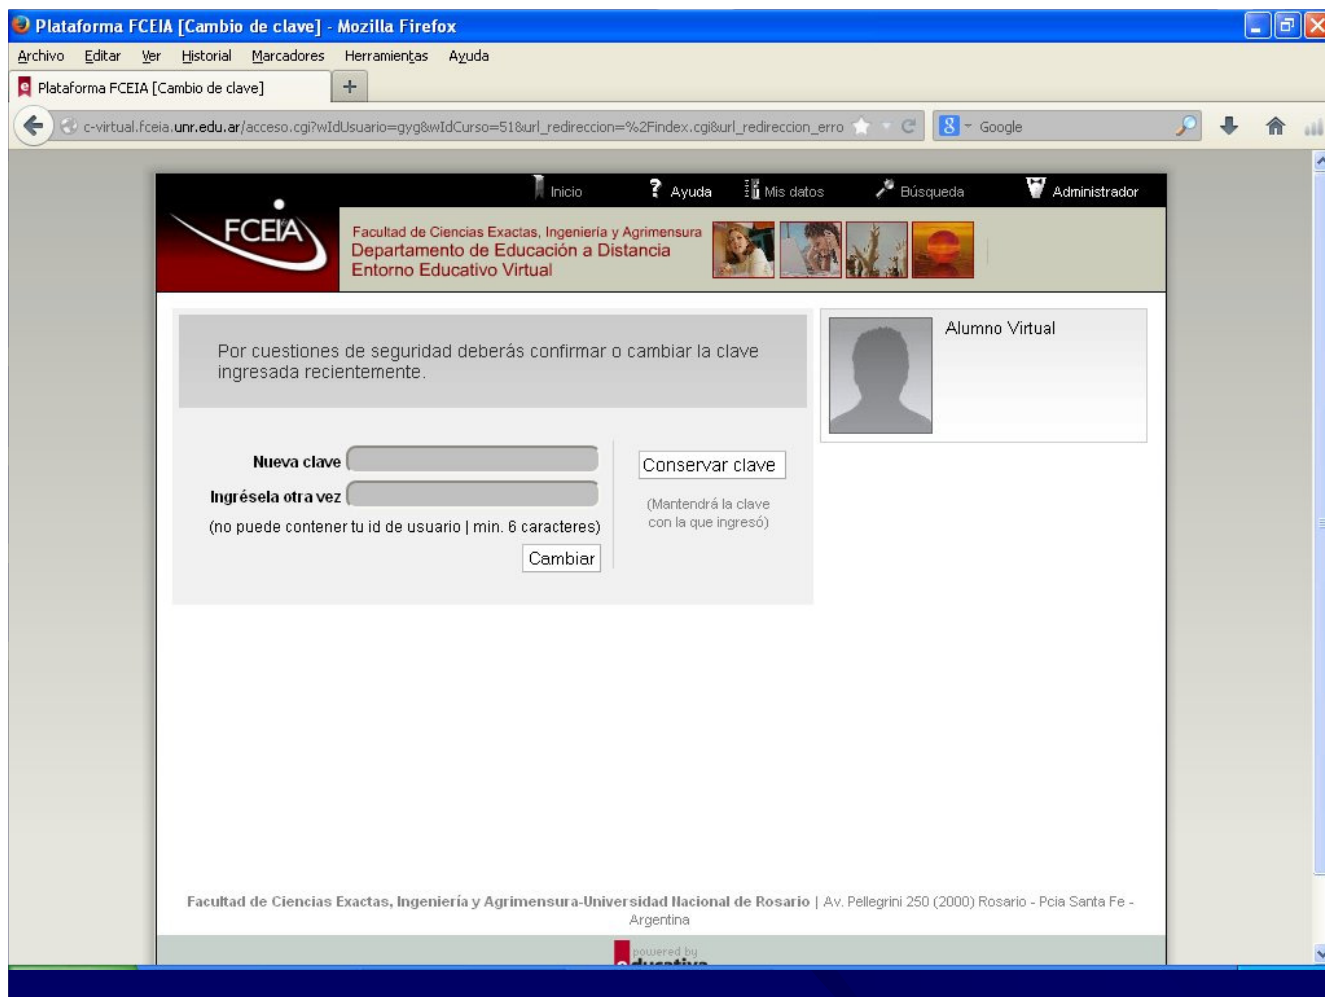 Plataforma FCEIA [Cambio de clave] - Mozilla Firefox
Archivo Editar Ver Historial Marcadores Herramientas Ayuda
Plataforma FCEIA [Cambio de clave]
c-virtual.fceia.unr.edu.ar/acceso.cgi?wIdUsuario=gyg&wIdCurso=51&url_redireccion=%2Findex.cgi&url_redireccion_erro
Google
Inicio ? Ayuda Mis datos Búsqueda Administrador
FCEIA
Facultad de Ciencias Exactas, Ingeniería y Agrimensura
Departamento de Educación a Distancia
Entorno Educativo Virtual
Por cuestiones de seguridad deberás confirmar o cambiar la clave
ingresada recientemente.
Alumno Virtual
Nueva clave
Ingrésela otra vez
(no puede contener tu id de usuario | min. 6 caracteres)
Cambiar
Conservar clave
(Mantendrá la clave
con la que ingresó)
Facultad de Ciencias Exactas, Ingeniería y Agrimensura-Universidad Nacional de Rosario | Av. Pellegrini 250 (2000) Rosario - Pcia Santa Fe -
Argentina
powered by
educativa